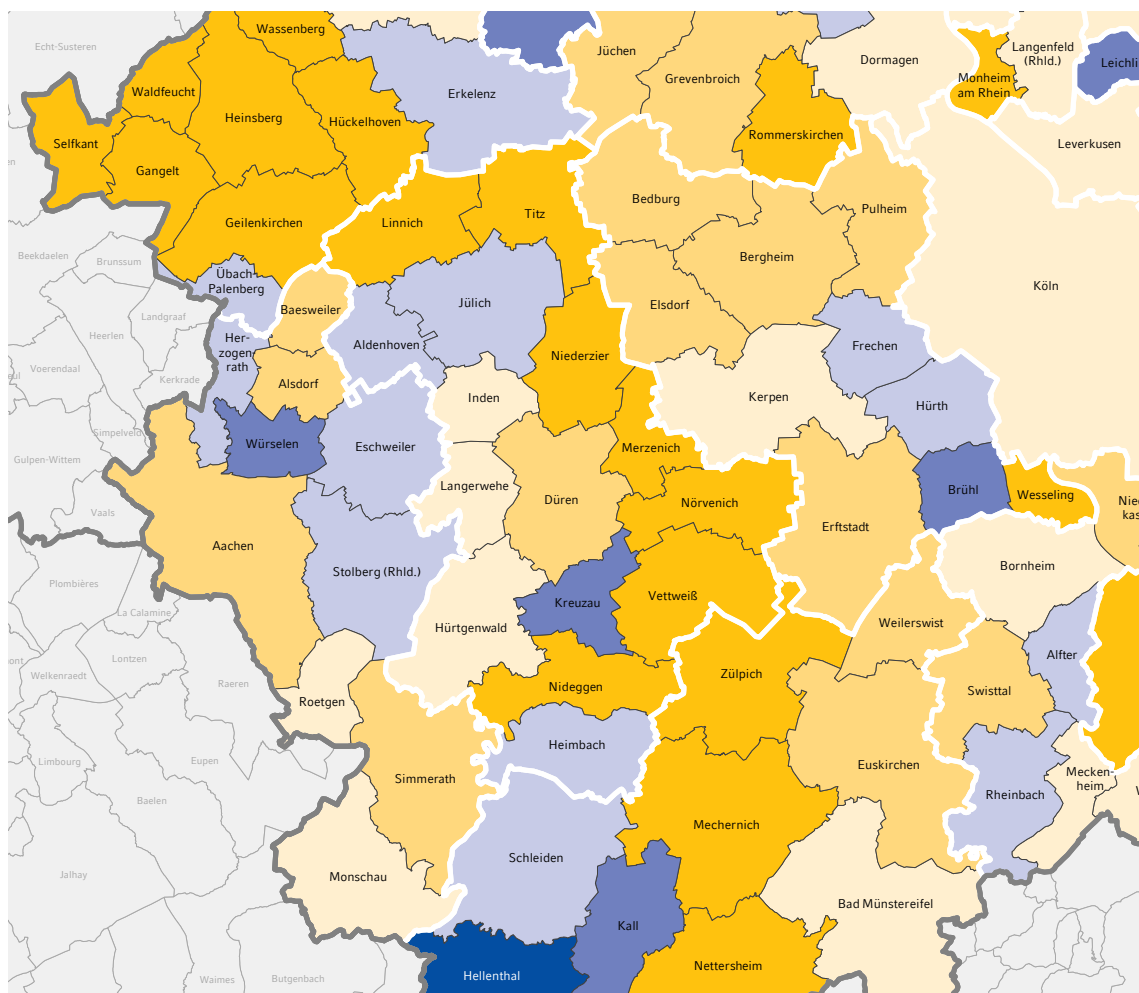 Wassenberg
Echt-Susteren
Jüchen
Dormagen
Langenfeld
(Rhld.)
Leichli
Grevenbroich
Monheim
am Rhein
Waldfeucht
Erkelenz
Heinsberg
Hückelhoven
Rommerskirchen
Selfkant
Leverkusen
en
Gangelt
Bedburg
Pulheim
Titz
Geilenkirchen
Linnich
Beekdaelen
Brunssum
Bergheim
Übach-
Palenberg
Köln
Jülich
Elsdorf
Baesweiler
Landgraaf
Heerlen
Her-
zogen-
rath
Aldenhoven
Frechen
Niederzier
Voerendaal
Kerkrade
Alsdorf
Inden
Kerpen
Hürth
Simpelveld
Würselen
Eschweiler
Merzenich
Gulpen-Wittem
Langerwehe
Düren
Nörvenich
Brühl
Wesseling
Nie
kas
Vaals
Erftstadt
Aachen
Stolberg (Rhld.)
Bornheim
Plombières
Kreuzau
Vettweiß
La Calamine
Weilerswist
Hürtgenwald
Lontzen
Alfter
Welkenraedt
Raeren
Zülpich
Nideggen
Swisttal
Roetgen
Heimbach
Limbourg
Eupen
Euskirchen
Simmerath
Mecken-
heim
Rheinbach
Baelen
Mechernich
Schleiden
Jalhay
Monschau
Bad Münstereifel
Kall
Nettersheim
Hellenthal
Waimes
Butgenbach